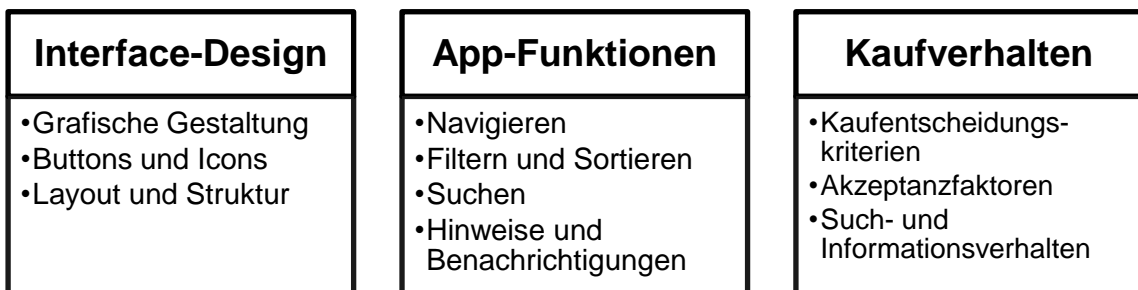 Interface-Design
•Grafische Gestaltung
•Buttons und Icons
•Layout und Struktur
App-Funktionen
•Navigieren
•Filtern und Sortieren
•Suchen
•Hinweise und
Benachrichtigungen
Kaufverhalten
•Kaufentscheidungs-
kriterien
•Akzeptanzfaktoren
•Such- und
Informationsverhalten